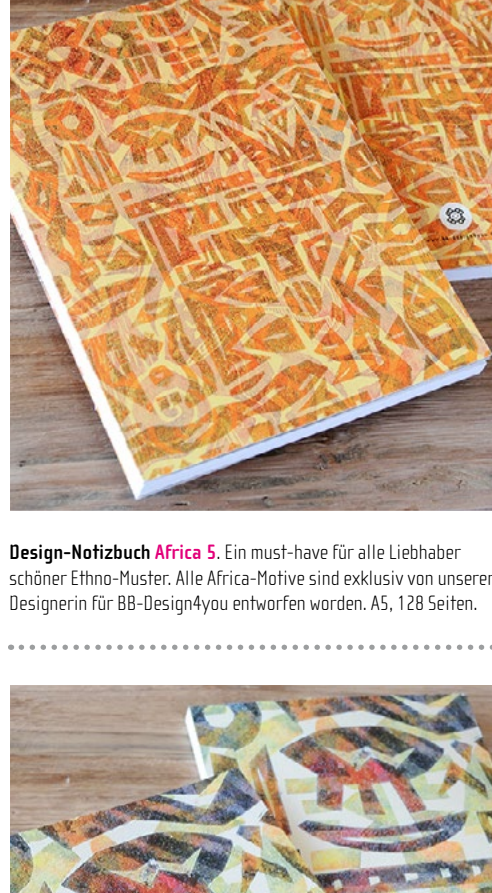 Design-Notizbuch Africa 5. Ein must-have für alle Liebhaber
schöner Ethno-Muster. Alle Africa-Motive sind exklusiv von unserer
Designerin für BB-Design4you entworfen worden. A5, 128 Seiten.